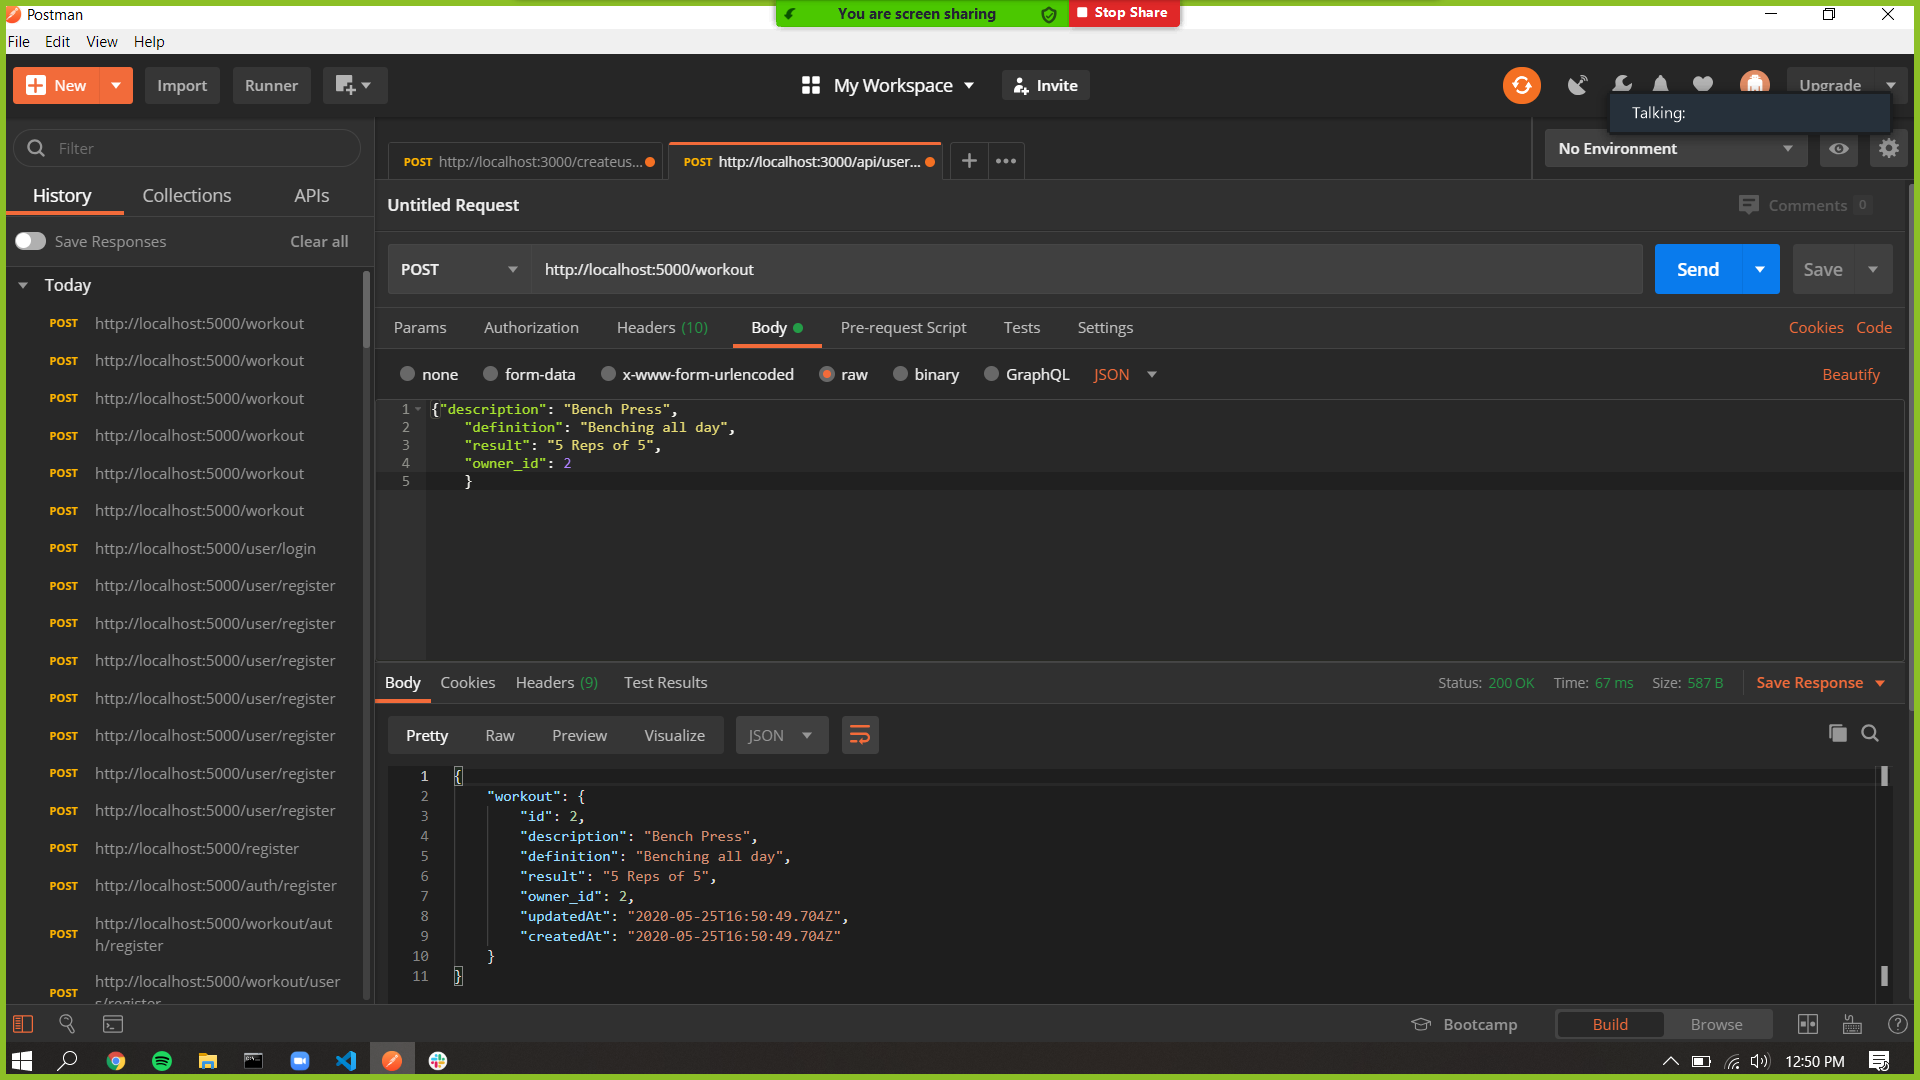 Postman
You are screen sharing
Stop Share
File Edit View Help
New
Import
Runner
My Workspace
Invite
Upgrade
Talking:
Filter
History
Collections
APIs
Save Responses
Clear all
Today
POST http://localhost:5000/workout
POST http://localhost:5000/workout
POST http://localhost:5000/workout
POST http://localhost:5000/workout
POST http://localhost:5000/workout
POST http://localhost:5000/workout
POST http://localhost:5000/user/login
POST http://localhost:5000/user/register
POST http://localhost:5000/user/register
POST http://localhost:5000/user/register
POST http://localhost:5000/user/register
POST http://localhost:5000/user/register
POST http://localhost:5000/user/register
POST http://localhost:5000/user/register
POST http://localhost:5000/register
POST http://localhost:5000/auth/register
POST http://localhost:5000/workout/aut
h/register
POST http://localhost:5000/workout/user
s/register
POST http://localhost:3000/createus...
POST http://localhost:3000/api/user...
No Environment
Untitled Request
Comments 0
POST
http://localhost:5000/workout
Send
Save
Params Authorization Headers (10) Body Pre-request Script Tests Settings
Cookies Code
none form-data x-www-form-urlencoded raw binary GraphQL JSON
Beautify
1 {"description": "Bench Press",
2 "definition": "Benching all day",
3 "result": "5 Reps of 5",
4 "owner_id": 2
5 }
Body Cookies Headers (9) Test Results
Status: 200 OK Time: 67 ms Size: 587 B
Save Response
Pretty Raw Preview Visualize
JSON
1 {
2 "workout": {
3 "id": 2,
4 "description": "Bench Press",
5 "definition": "Benching all day",
6 "result": "5 Reps of 5",
7 "owner_id": 2,
8 "updatedAt": "2020-05-25T16:50:49.704Z",
9 "createdAt": "2020-05-25T16:50:49.704Z"
10 }
11 }
Bootcamp
Build
Browse
12:50 PM